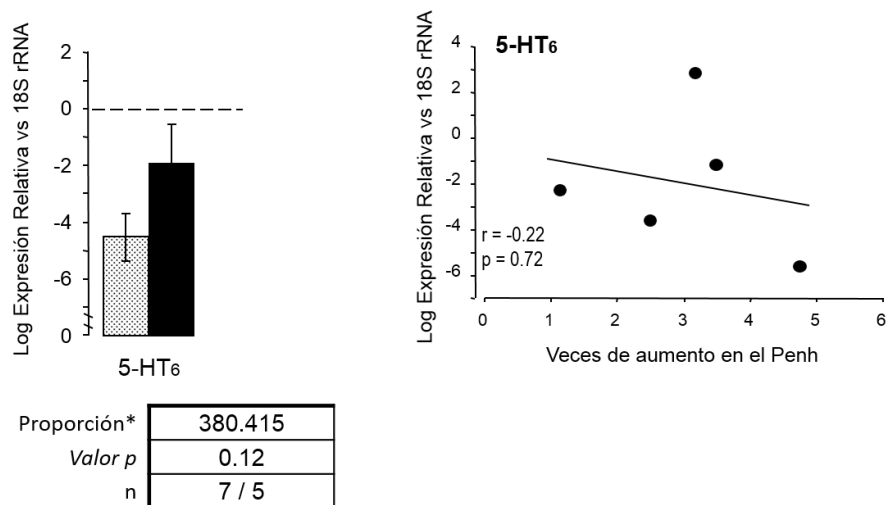 Log Expresión Relativa vs 18S rRNA
2
0
-2
-4
-6
0
5-HT6
Proporción* 380.415
Valor p 0.12
n 7 / 5
Log Expresión Relativa vs 18S rRNA
5-HT6
4
2
0
-2
-4
-6
r = -0.22
p = 0.72
0 1 2 3 4 5 6
Veces de aumento en el Penh